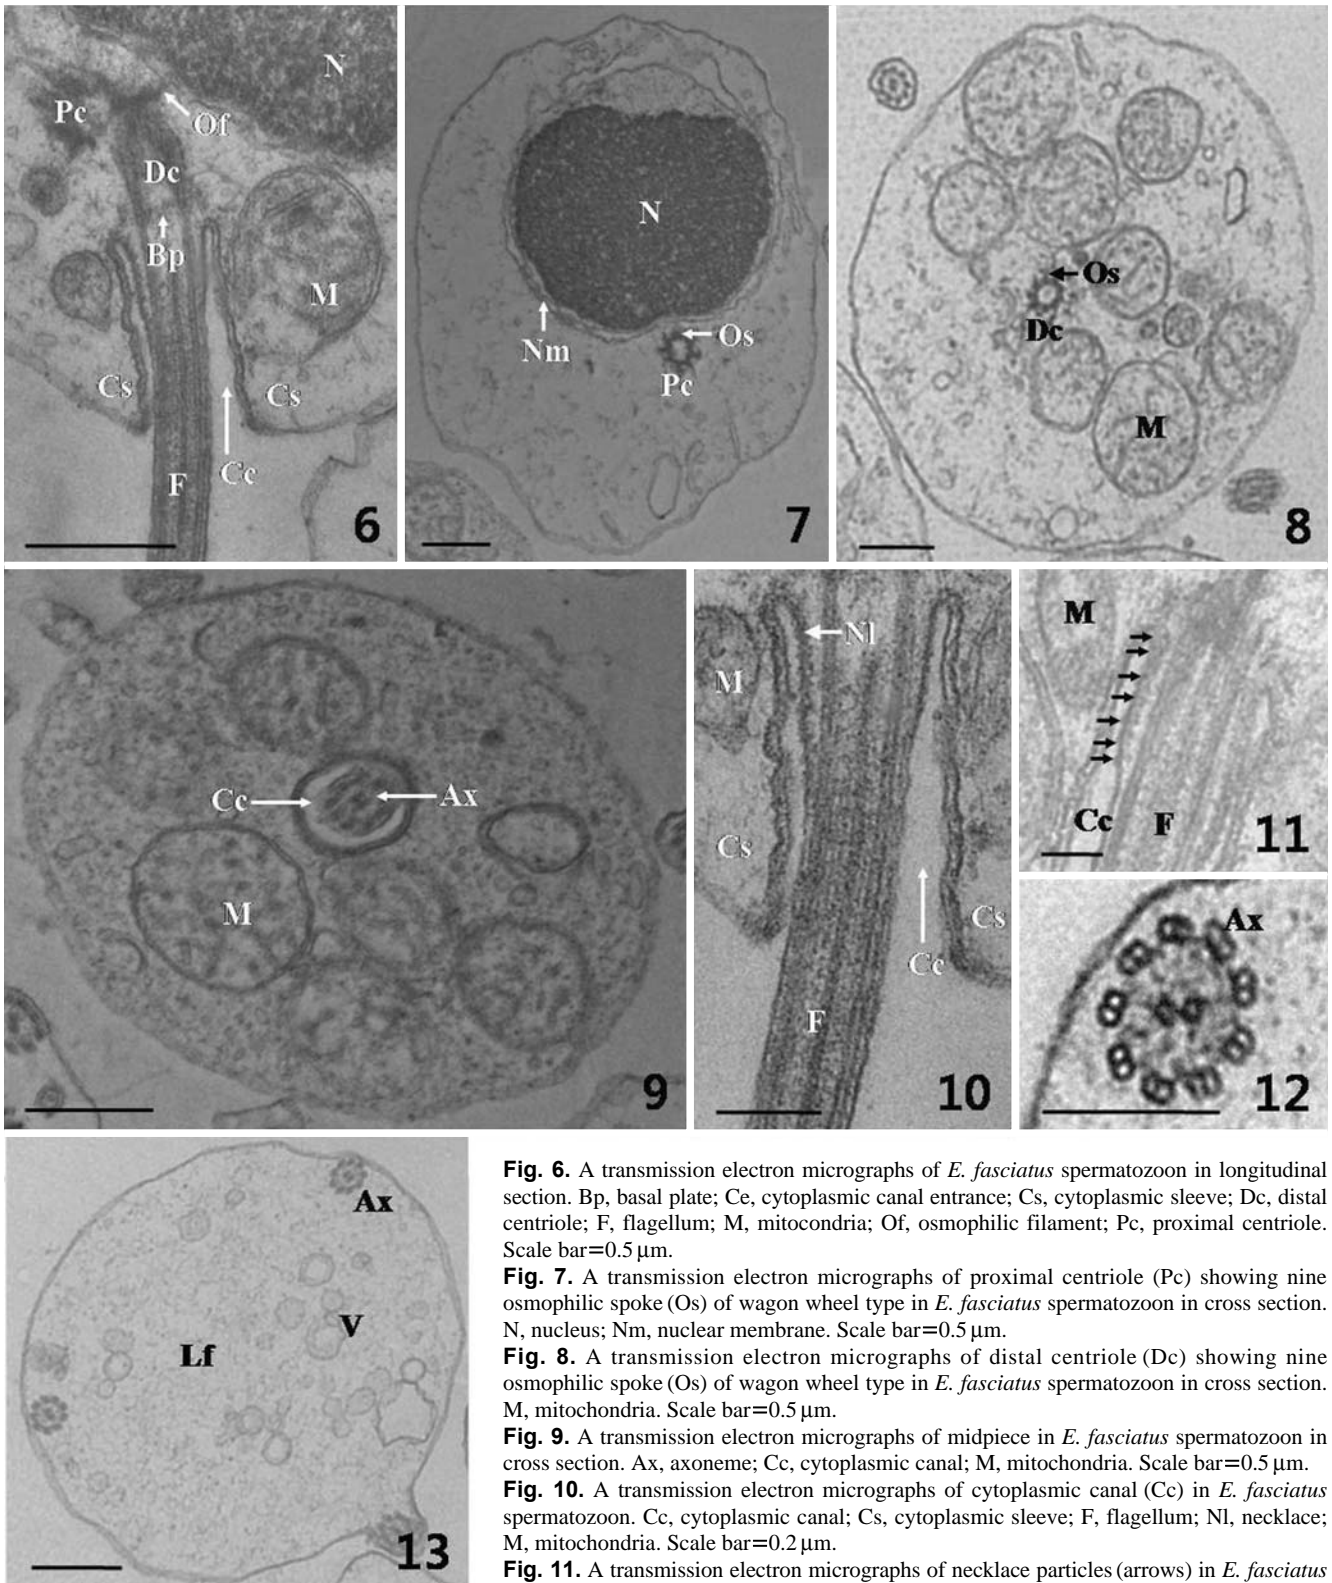 N
Pc
Of
Dc
Bp
M
Cs
Cs
Cc
F
6
N
Nm
Os
Pc
7
Os
Dc
M
8
Cc
Ax
M
9
Nl
M
Cs
Cs
Cc
F
10
M
Cc
F
11
Ax
12
Ax
V
Lf
13
Fig. 6. A transmission electron micrographs of E. fasciatus spermatozoon in longitudinal
section. Bp, basal plate; Ce, cytoplasmic canal entrance; Cs, cytoplasmic sleeve; Dc, distal
centriole; F, flagellum; M, mitocondria; Of, osmophilic filament; Pc, proximal centriole.
Scale bar=0.5 μm.
Fig. 7. A transmission electron micrographs of proximal centriole (Pc) showing nine
osmophilic spoke (Os) of wagon wheel type in E. fasciatus spermatozoon in cross section.
N, nucleus; Nm, nuclear membrane. Scale bar=0.5 μm.
Fig. 8. A transmission electron micrographs of distal centriole (Dc) showing nine
osmophilic spoke (Os) of wagon wheel type in E. fasciatus spermatozoon in cross section.
M, mitochondria. Scale bar=0.5 μm.
Fig. 9. A transmission electron micrographs of midpiece in E. fasciatus spermatozoon in
cross section. Ax, axoneme; Cc, cytoplasmic canal; M, mitochondria. Scale bar=0.5 μm.
Fig. 10. A transmission electron micrographs of cytoplasmic canal (Cc) in E. fasciatus
spermatozoon. Cc, cytoplasmic canal; Cs, cytoplasmic sleeve; F, flagellum; Nl, necklace;
M, mitochondria. Scale bar=0.2 μm.
Fig. 11. A transmission electron micrographs of necklace particles (arrows) in E. fasciatus